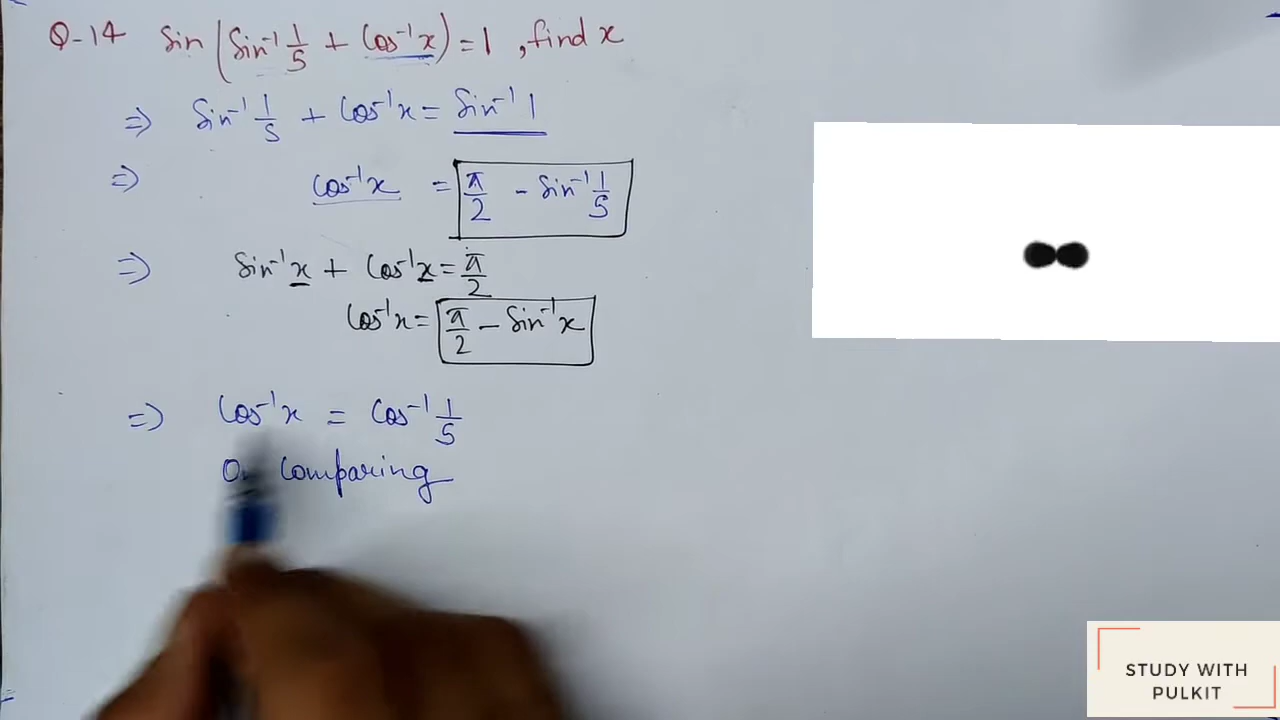 Q-14 Sin (Sin⁻¹ 1/5 + Cos⁻¹x) = 1 , find x
=> Sin⁻¹ 1/5 + Cos⁻¹x = Sin⁻¹ 1
=> Cos⁻¹x = π/2 - Sin⁻¹ 1/5
=> Sin⁻¹x + Cos⁻¹x = π/2
Cos⁻¹x = π/2 - Sin⁻¹x
=> Cos⁻¹x = Cos⁻¹ 1/5
On Comparing
STUDY WITH
PULKIT